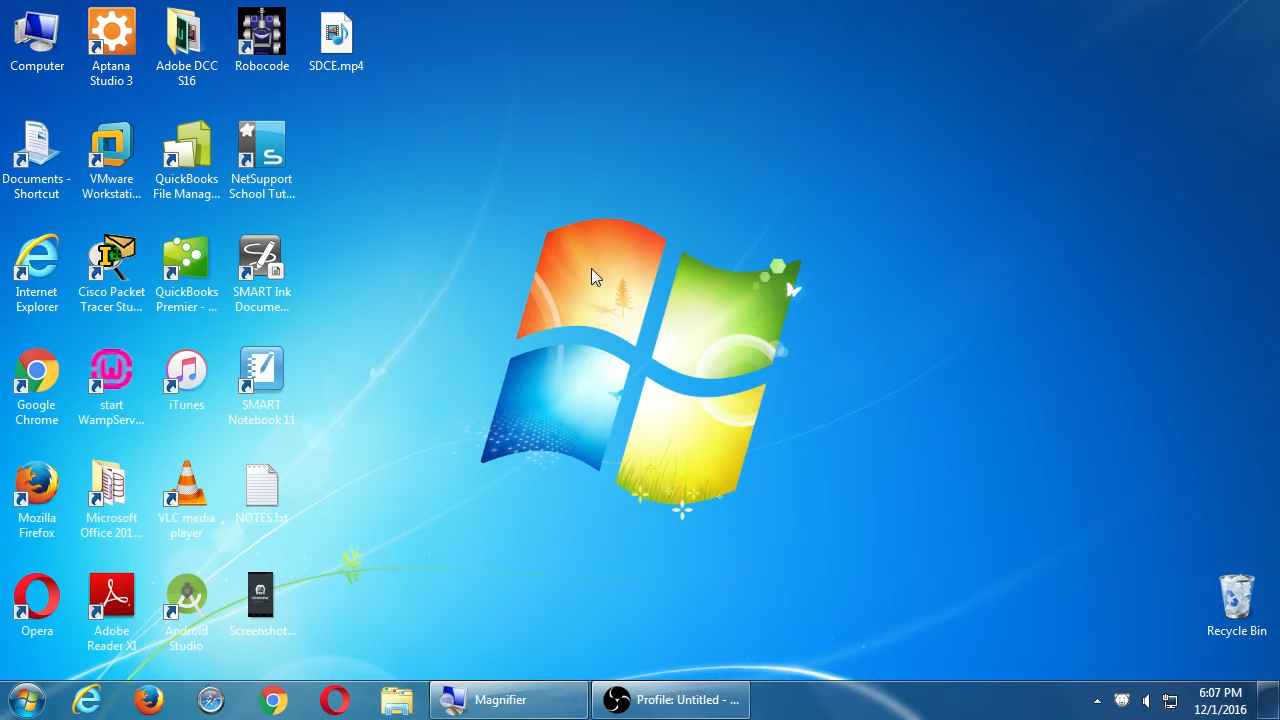 Computer
Aptana
Studio 3
Adobe DCC
S16
Robocode
SDCE.mp4
Documents -
Shortcut
VMware
Workstati...
QuickBooks
File Manag...
NetSupport
School Tut...
Internet
Explorer
Cisco Packet
Tracer Stu...
QuickBooks
Premier - ...
SMART Ink
Docume...
Google
Chrome
start
WampServ...
iTunes
SMART
Notebook 11
Mozilla
Firefox
Microsoft
Office 201...
VLC media
player
NOTES.txt
Opera
Adobe
Reader XI
Android
Studio
Screenshot...
Recycle Bin
Magnifier
Profile: Untitled - ...
6:07 PM
12/1/2016